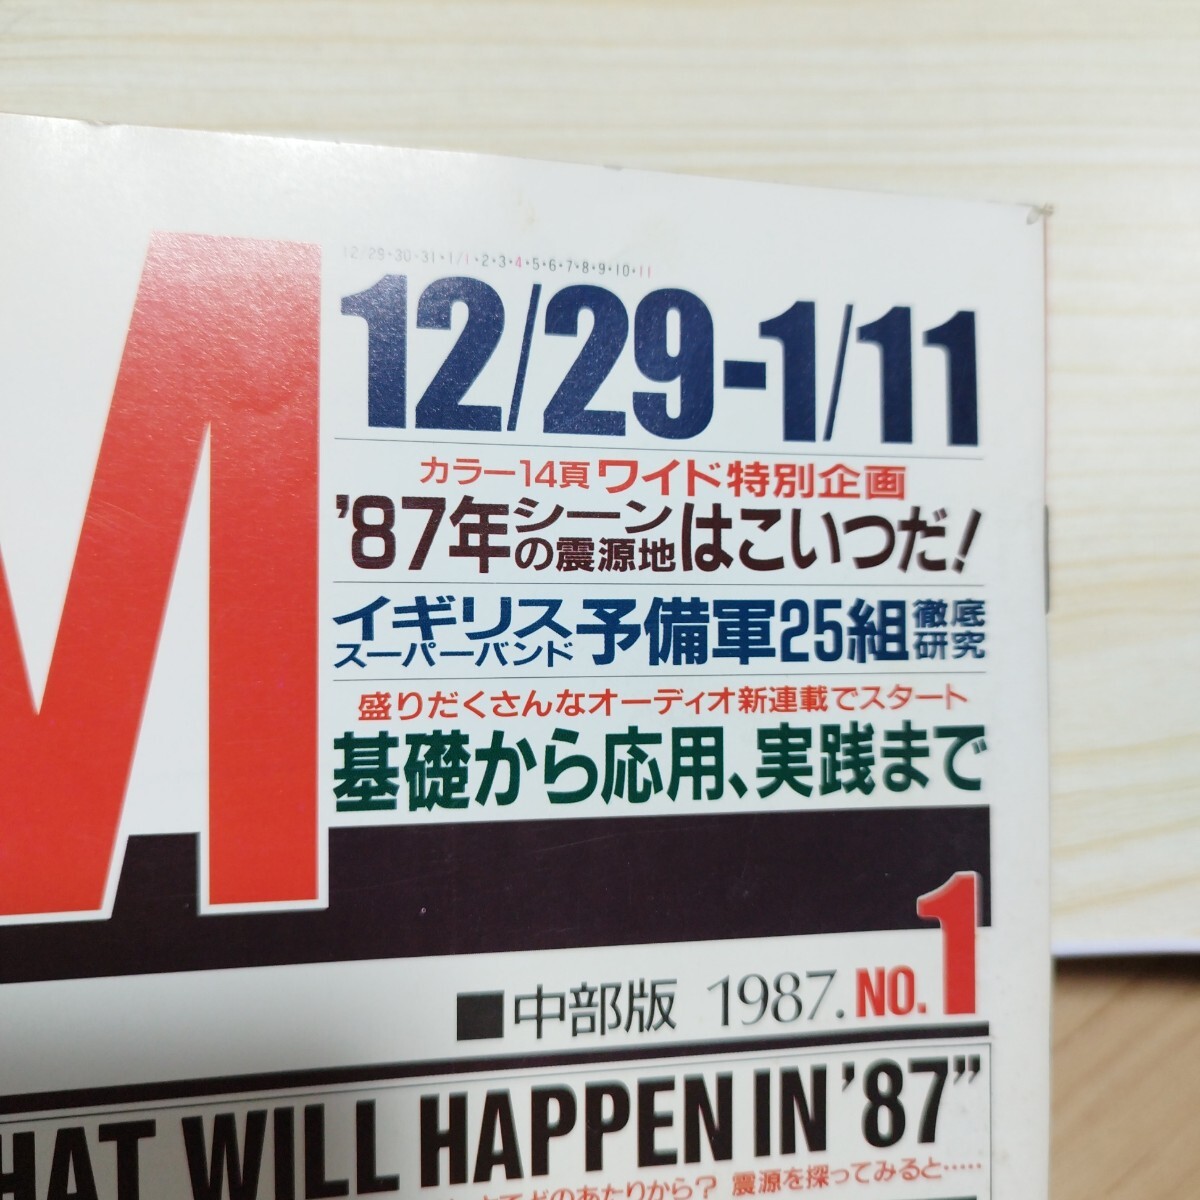 M
12/29・30・31・1/1・2・3・4・5・6・7・8・9・10・11
12/29-1/11
カラー14頁ワイド特別企画
'87年シーンの震源地はこいつだ!
イギリススーパーバンド予備軍25組徹底研究
盛りだくさんなオーディオ新連載でスタート
基礎から応用、実践まで
■中部版 1987. NO.1
HAT WILL HAPPEN IN '87"
のあたりから? 震源を探ってみると……